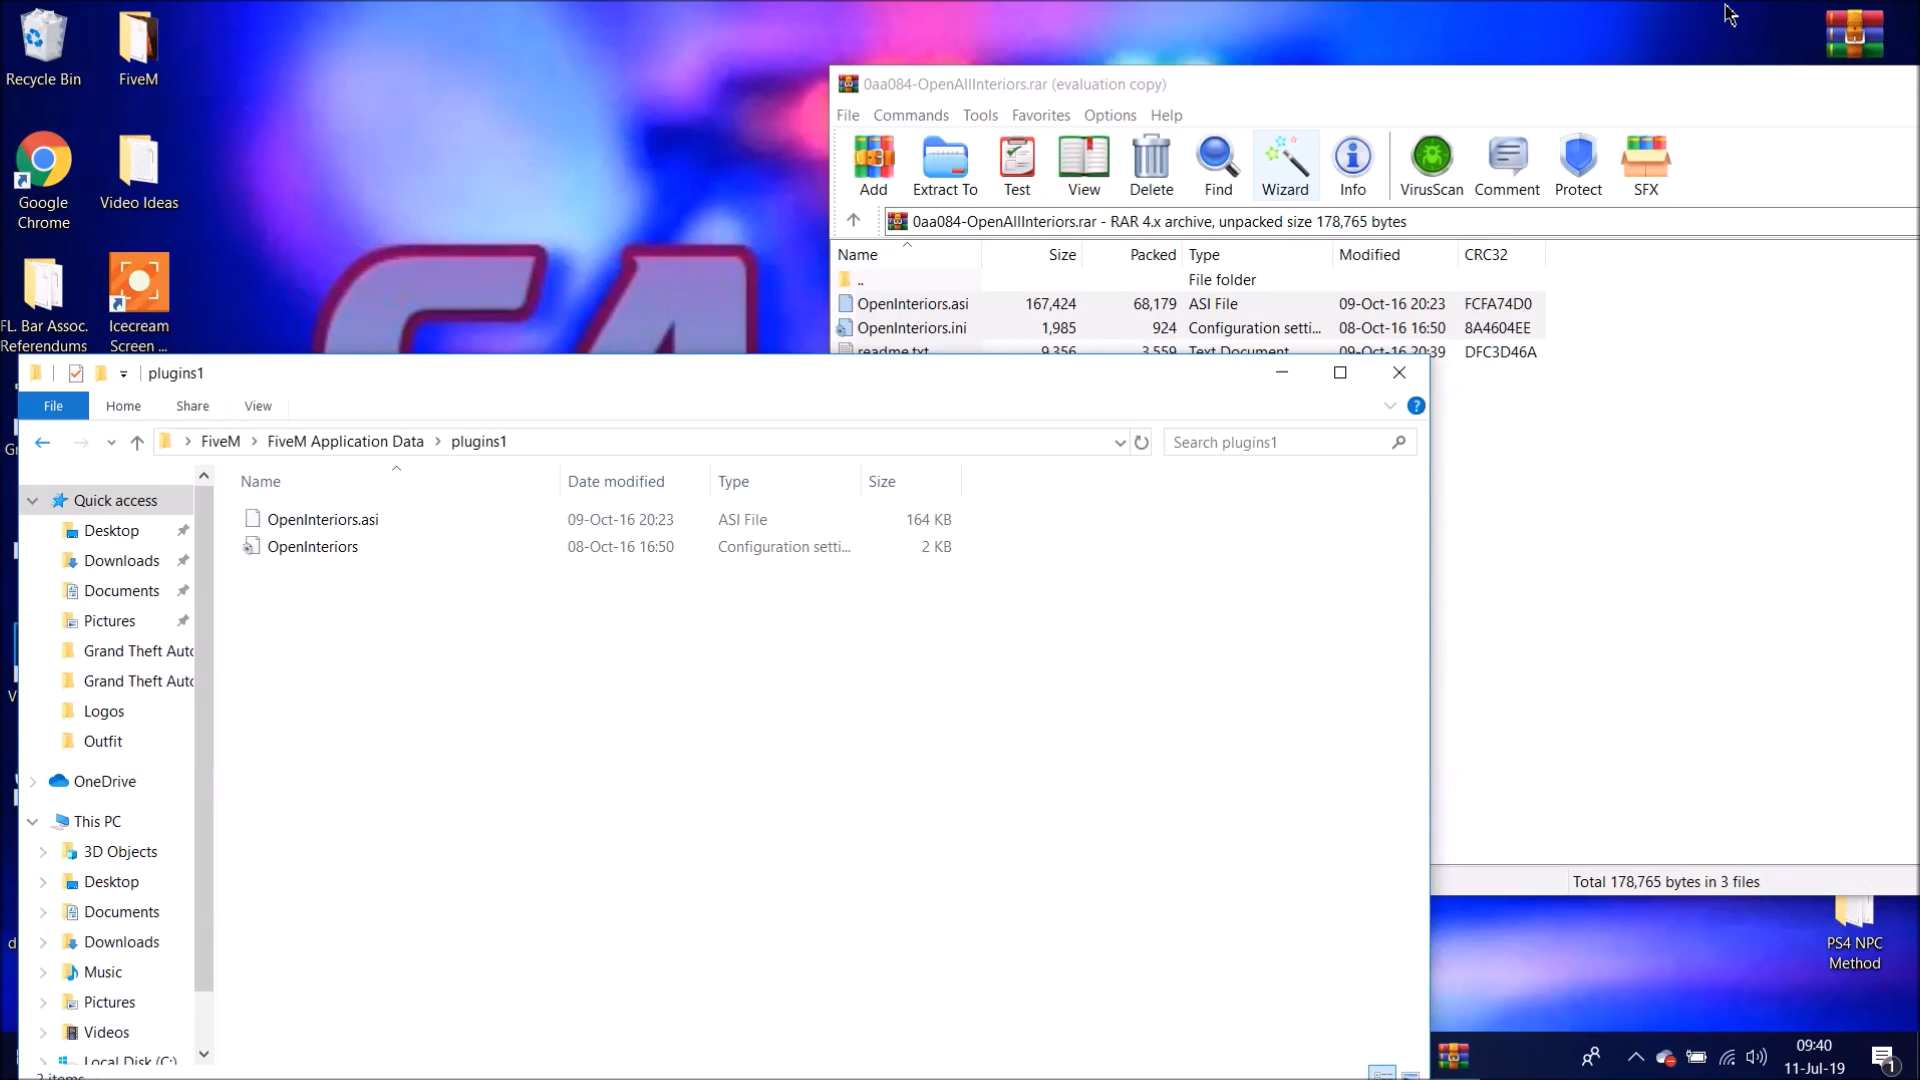 Recycle Bin
FiveM
Google
Chrome
Video Ideas
FL. Bar Assoc.
Referendums
Icecream
Screen ...
0aa084-OpenAllInteriors.rar (evaluation copy)
File Commands Tools Favorites Options Help
Add Extract To Test View Delete Find Wizard Info VirusScan Comment Protect SFX
0aa084-OpenAllInteriors.rar - RAR 4.x archive, unpacked size 178,765 bytes
Name Size Packed Type Modified CRC32
.. File folder
OpenInteriors.asi 167,424 68,179 ASI File 09-Oct-16 20:23 FCFA74D0
OpenInteriors.ini 1,985 924 Configuration setti... 08-Oct-16 16:50 8A4604EE
readme.txt 9,356 3,559 Text Document 09-Oct-16 20:39 DFC3D46A
plugins1
File Home Share View
FiveM > FiveM Application Data > plugins1
Search plugins1
Name Date modified Type Size
OpenInteriors.asi 09-Oct-16 20:23 ASI File 164 KB
OpenInteriors 08-Oct-16 16:50 Configuration setti... 2 KB
Quick access
Desktop
Downloads
Documents
Pictures
Grand Theft Auto
Grand Theft Auto
Logos
Outfit
OneDrive
This PC
3D Objects
Desktop
Documents
Downloads
Music
Pictures
Videos
Local Disk (C:)
2 items
Total 178,765 bytes in 3 files
PS4 NPC
Method
09:40
11-Jul-19
1